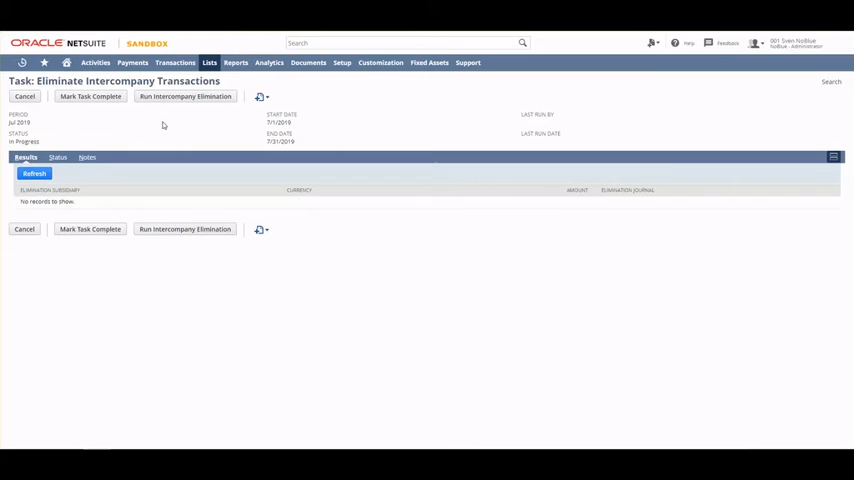 ORACLE NETSUITE SANDBOX Search Help Feedback 001 Sven NoBlue
NoBlue - Administrator
Activities Payments Transactions Lists Reports Analytics Documents Setup Customization Fixed Assets Support
Task: Eliminate Intercompany Transactions Search
Cancel Mark Task Complete Run Intercompany Elimination
PERIOD START DATE LAST RUN BY
Jul 2019 7/1/2019
STATUS END DATE LAST RUN DATE
In Progress 7/31/2019
Results Status Notes
Refresh
ELIMINATION SUBSIDIARY CURRENCY AMOUNT ELIMINATION JOURNAL
No records to show.
Cancel Mark Task Complete Run Intercompany Elimination